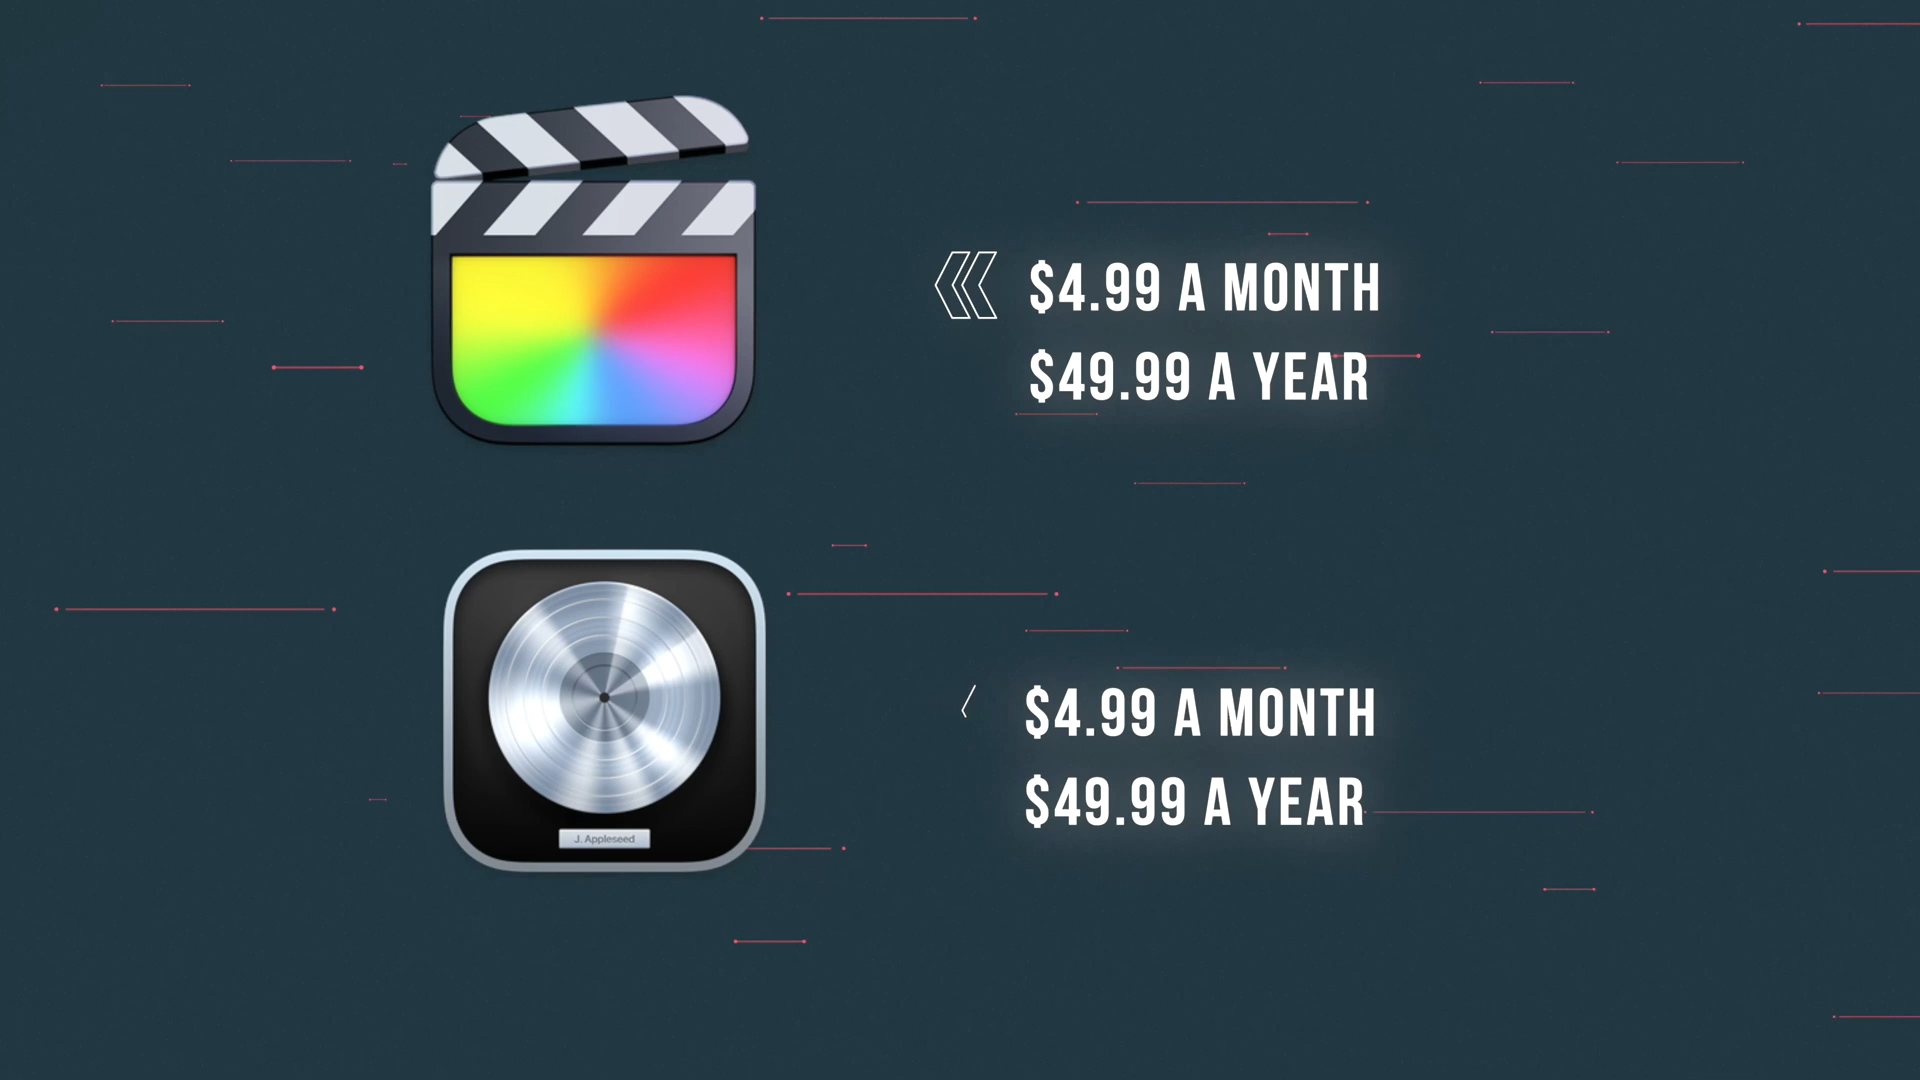 $4.99 A MONTH
$49.99 A YEAR
J. Appleseed
$4.99 A MONTH
$49.99 A YEAR